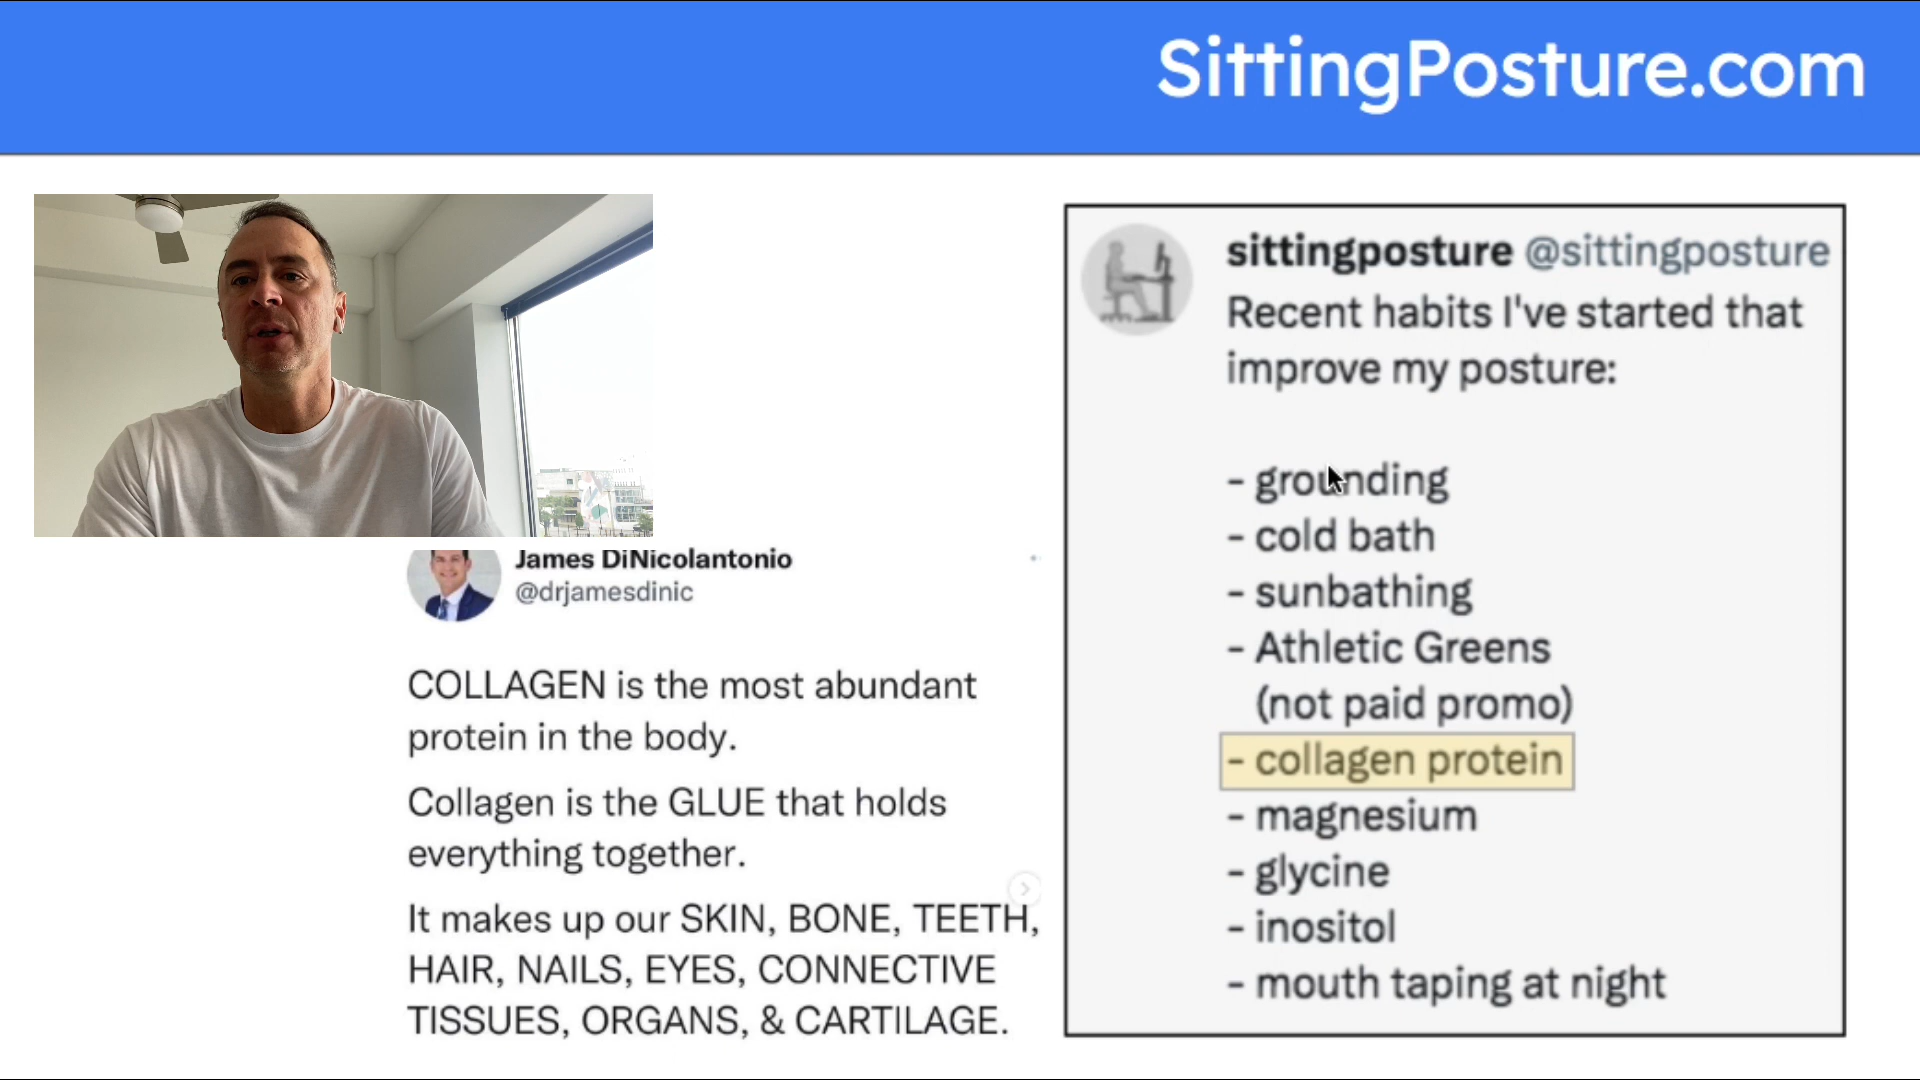 SittingPosture.com
James DiNicolantonio
@drjamesdinic
COLLAGEN is the most abundant
protein in the body.
Collagen is the GLUE that holds
everything together.
It makes up our SKIN, BONE, TEETH,
HAIR, NAILS, EYES, CONNECTIVE
TISSUES, ORGANS, & CARTILAGE.
sittingposture @sittingposture
Recent habits I've started that
improve my posture:
- grounding
- cold bath
- sunbathing
- Athletic Greens
(not paid promo)
- collagen protein
- magnesium
- glycine
- inositol
- mouth taping at night